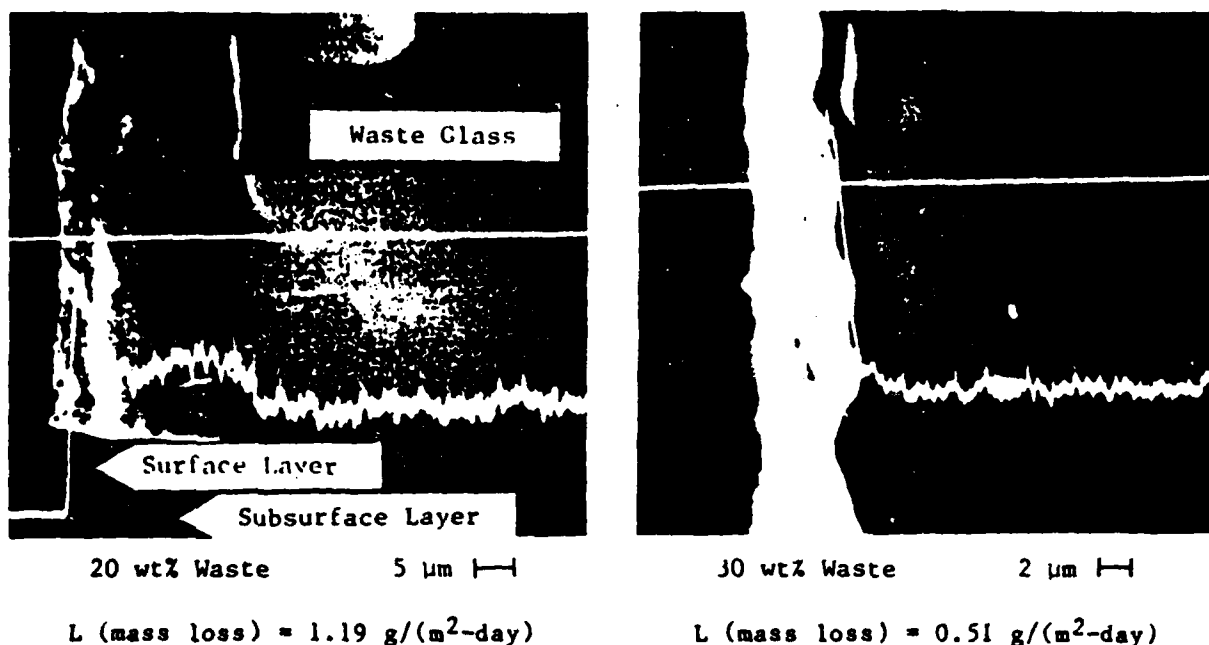 Waste Glass
Surface Layer
Subsurface Layer
20 wt% Waste 5 µm
30 wt% Waste 2 µm
L (mass loss) = 1.19 g/(m²-day)
L (mass loss) = 0.51 g/(m²-day)